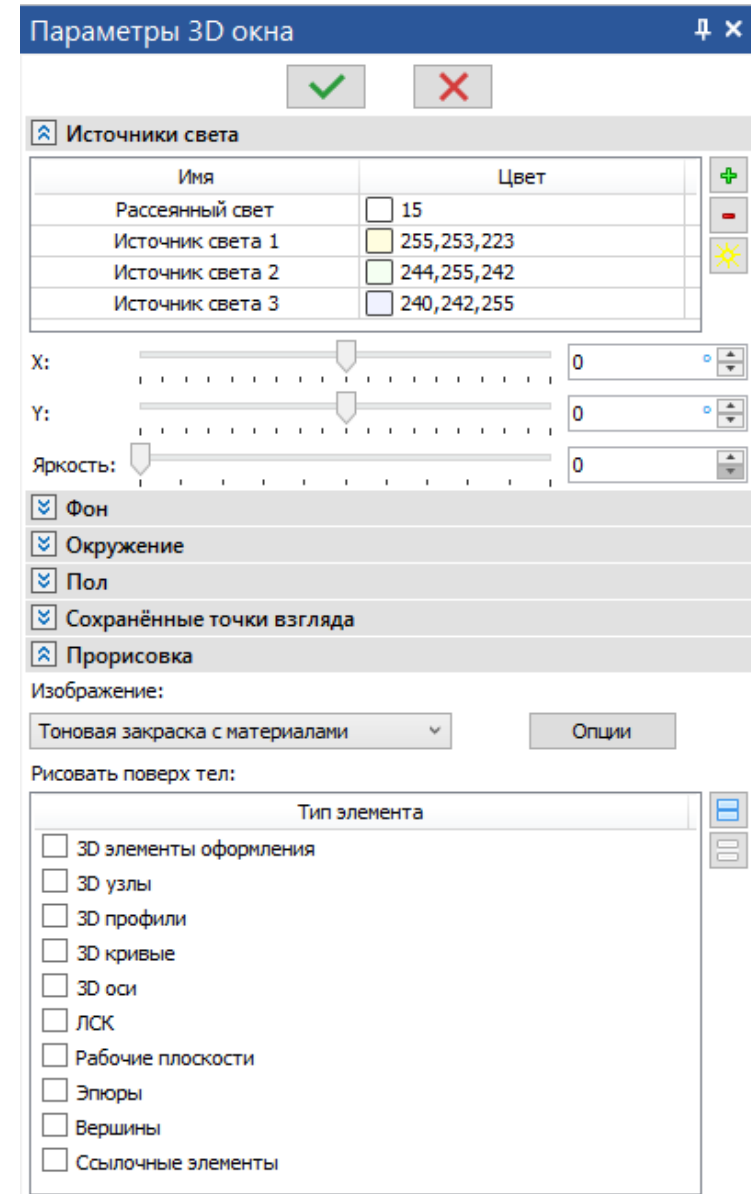 Параметры 3D окна
Источники света
Имя Цвет
Рассеянный свет 15
Источник света 1 255,253,223
Источник света 2 244,255,242
Источник света 3 240,242,255
X: 0 °
Y: 0 °
Яркость: 0
Фон
Окружение
Пол
Сохранённые точки взгляда
Прорисовка
Изображение:
Тоновая закраска с материалами Опции
Рисовать поверх тел:
Тип элемента
3D элементы оформления
3D узлы
3D профили
3D кривые
3D оси
ЛСК
Рабочие плоскости
Эпюры
Вершины
Ссылочные элементы